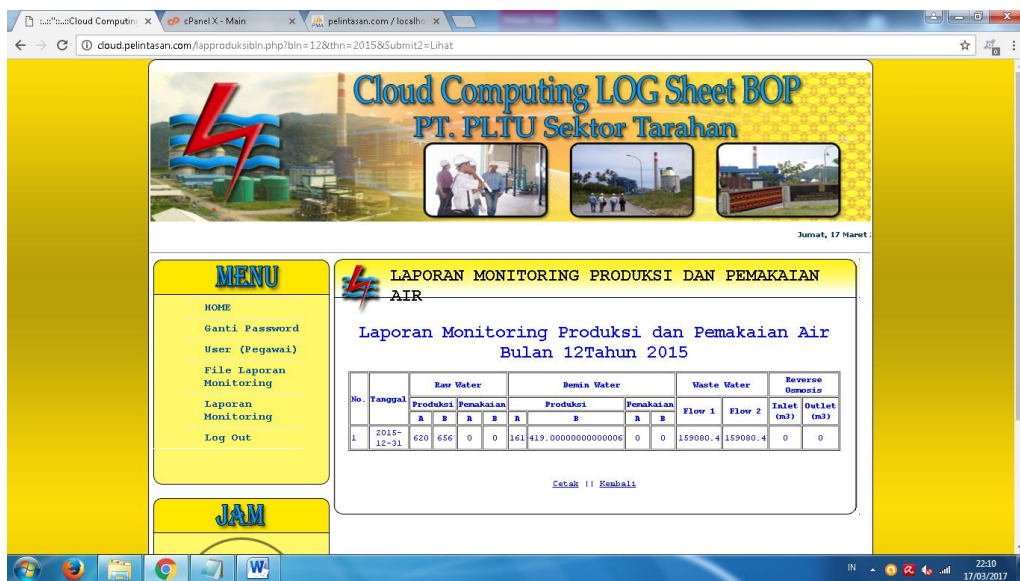 :...:"::...::Cloud Computin
cPanel X - Main
pelintasan.com / localho
cloud.pelintasan.com/lapproduksibln.php?bln=12&thn=2015&Submit2=Lihat
Cloud Computing LOG Sheet BOP
PT. PLTU Sektor Tarahan
Jumat, 17 Maret
MENU
HOME
Ganti Password
User (Pegawai)
File Laporan
Monitoring
Laporan
Monitoring
Log Out
JAM
LAPORAN MONITORING PRODUKSI DAN PEMAKAIAN
AIR
Laporan Monitoring Produksi dan Pemakaian Air
Bulan 12Tahun 2015
No. Tanggal Raw Water Demin Water Waste Water Reverse Osmosis
Produksi Pemakaian Produksi Pemakaian Flow 1 Flow 2 Inlet (m3) Outlet (m3)
A B A B A B A B
1 2015-12-31 620 656 0 0 161 419.00000000000006 0 0 159080.4 159080.4 0 0
Cetak || Kembali
IN
22:10
17/03/2017